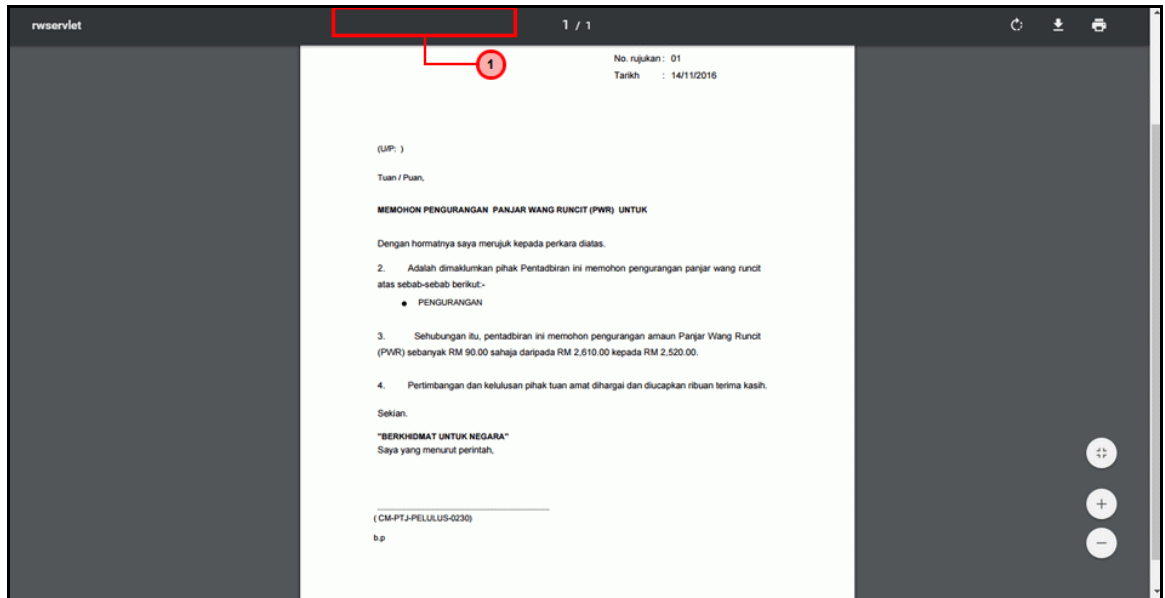 rwservlet
1 / 1
1
No. rujukan : 01
Tarikh : 14/11/2016
(U/P: )
Tuan / Puan,
MEMOHON PENGURANGAN PANJAR WANG RUNCIT (PWR) UNTUK
Dengan hormatnya saya merujuk kepada perkara diatas.
2. Adalah dimaklumkan pihak Pentadbiran ini memohon pengurangan panjar wang runcit
atas sebab-sebab berikut:-
● PENGURANGAN
3. Sehubungan itu, pentadbiran ini memohon pengurangan amaun Panjar Wang Runcit
(PWR) sebanyak RM 90.00 sahaja daripada RM 2,610.00 kepada RM 2,520.00.
4. Pertimbangan dan kelulusan pihak tuan amat dihargai dan diucapkan ribuan terima kasih.
Sekian.
"BERKHIDMAT UNTUK NEGARA"
Saya yang menurut perintah,
( CM-PTJ-PELULUS-0230)
b.p